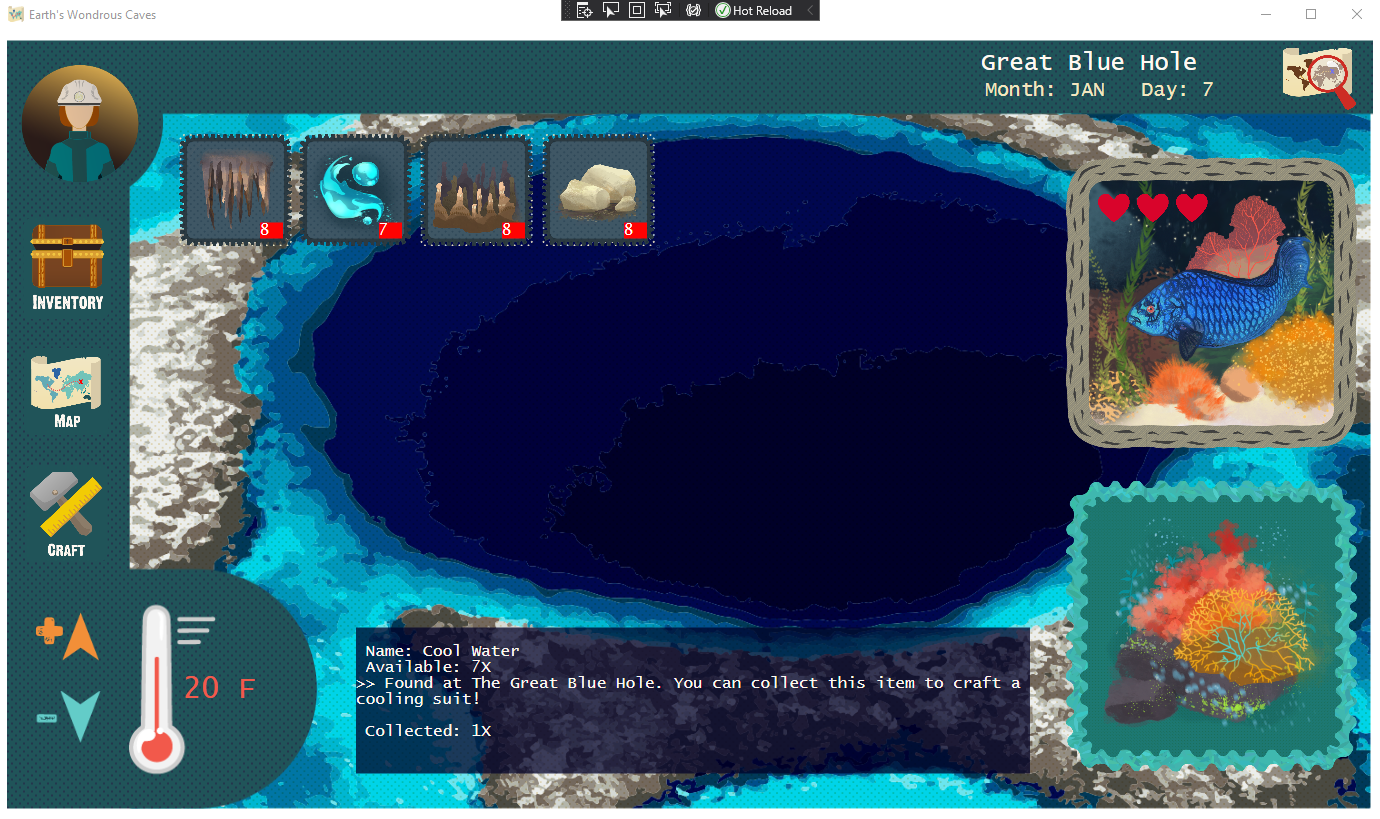 Earth's Wondrous Caves
Hot Reload
Great Blue Hole
Month: JAN Day: 7
8
7
8
8
INVENTORY
MAP
CRAFT
20 F
Name: Cool Water
Available: 7X
>> Found at The Great Blue Hole. You can collect this item to craft a
cooling suit!
Collected: 1X